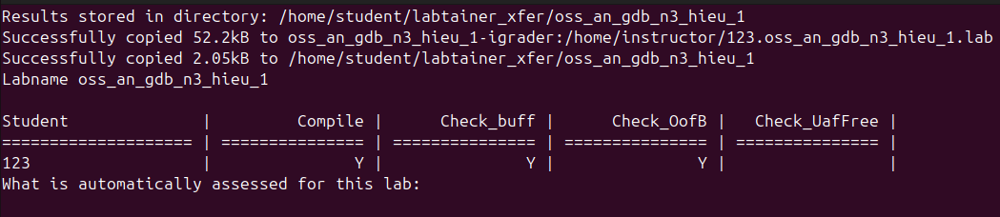 Results stored in directory: /home/student/labtainer_xfer/oss_an_gdb_n3_hieu_1
Successfully copied 52.2kB to oss_an_gdb_n3_hieu_1-igrader:/home/instructor/123.oss_an_gdb_n3_hieu_1.lab
Successfully copied 2.05kB to /home/student/labtainer_xfer/oss_an_gdb_n3_hieu_1
Labname oss_an_gdb_n3_hieu_1
Student              |         Compile |      Check_buff |      Check_OofB |   Check_UafFree |
==================== | =============== | =============== | =============== | =============== |
123                  |               Y |               Y |               Y |                 |
What is automatically assessed for this lab: